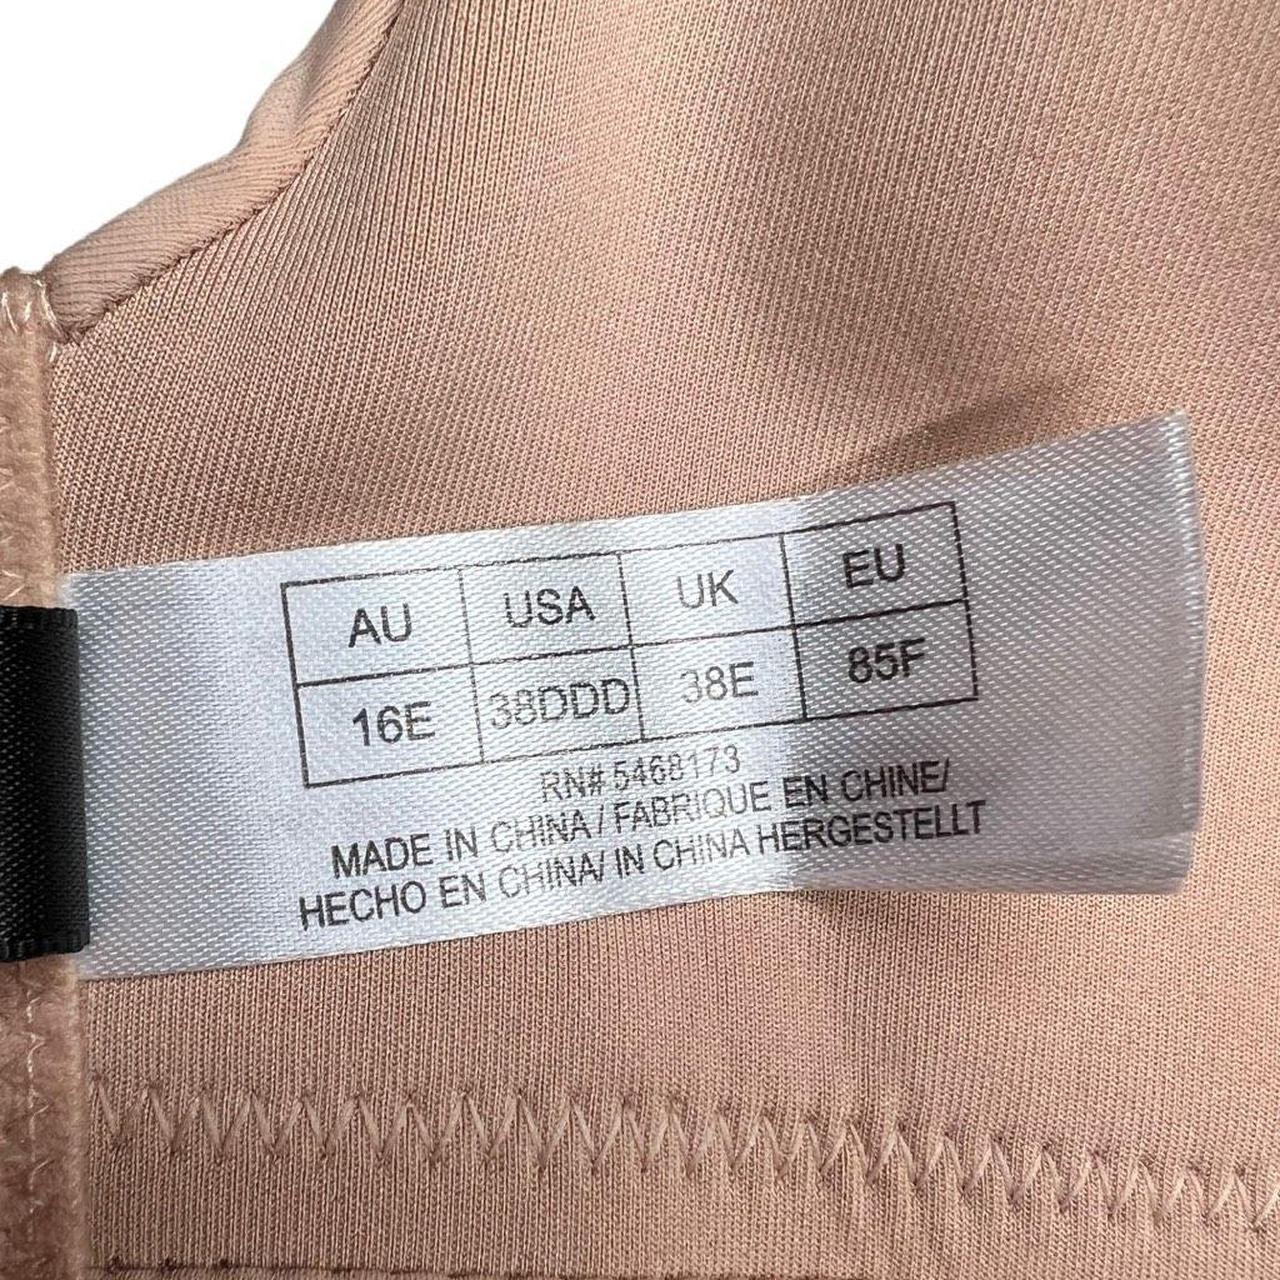 AU USA UK EU
16E 38DDD 38E 85F
RN# 5468173
MADE IN CHINA / FABRIQUE EN CHINE/
HECHO EN CHINA/ IN CHINA HERGESTELLT